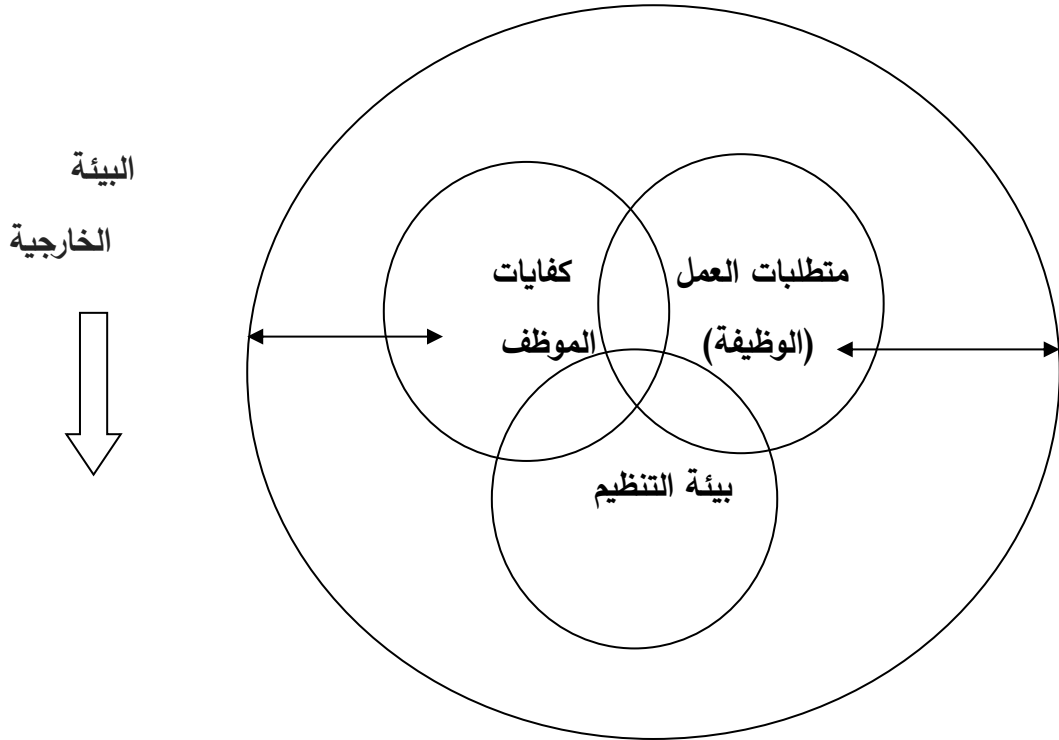 البيئة
الخارجية
متطلبات العمل
(الوظيفة)
كفايات
الموظف
بيئة التنظيم